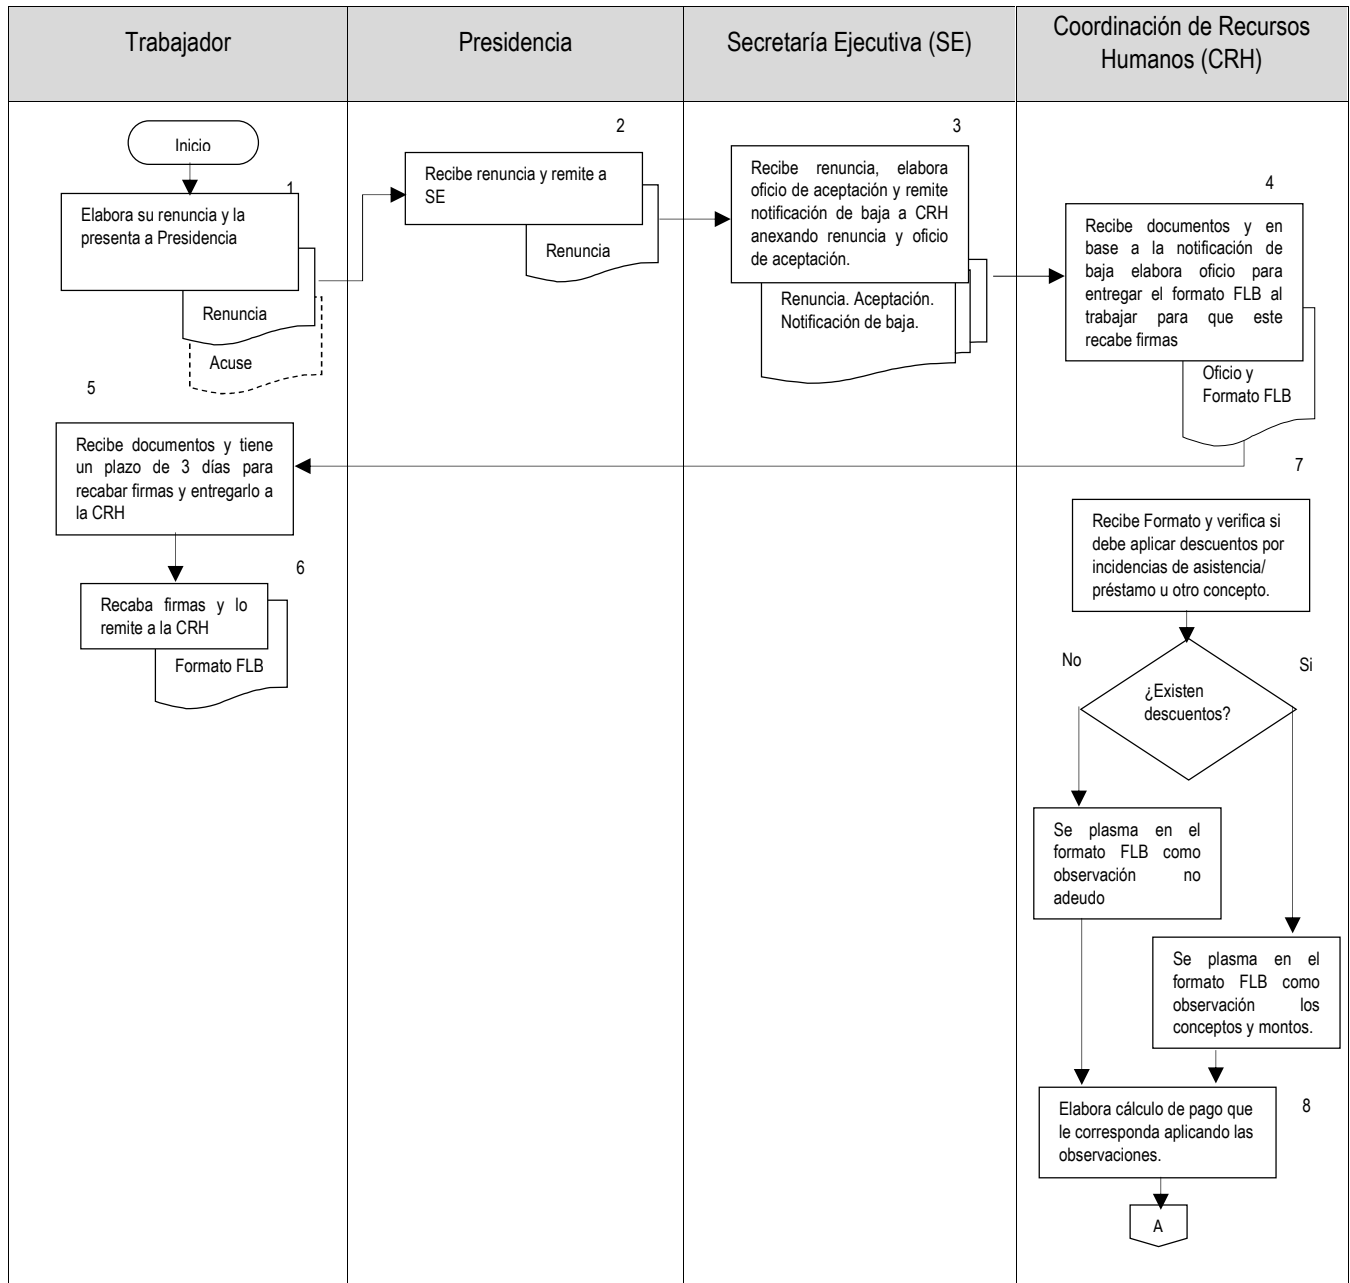 Trabajador
Presidencia
Secretaría Ejecutiva (SE)
Coordinación de Recursos
Humanos (CRH)
Inicio
1
Elabora su renuncia y la
presenta a Presidencia
Renuncia
Acuse
2
Recibe renuncia y remite a
SE
Renuncia
3
Recibe renuncia, elabora
oficio de aceptación y remite
notificación de baja a CRH
anexando renuncia y oficio
de aceptación.
Renuncia. Aceptación.
Notificación de baja.
4
Recibe documentos y en
base a la notificación de
baja elabora oficio para
entregar el formato FLB al
trabajar para que este
recabe firmas
Oficio y
Formato FLB
5
Recibe documentos y tiene
un plazo de 3 días para
recabar firmas y entregarlo a
la CRH
6
Recaba firmas y lo
remite a la CRH
Formato FLB
7
Recibe Formato y verifica si
debe aplicar descuentos por
incidencias de asistencia/
préstamo u otro concepto.
No
Si
¿Existen
descuentos?
Se plasma en el
formato FLB como
observación no
adeudo
Se plasma en el
formato FLB como
observación los
conceptos y montos.
8
Elabora cálculo de pago que
le corresponda aplicando las
observaciones.
A